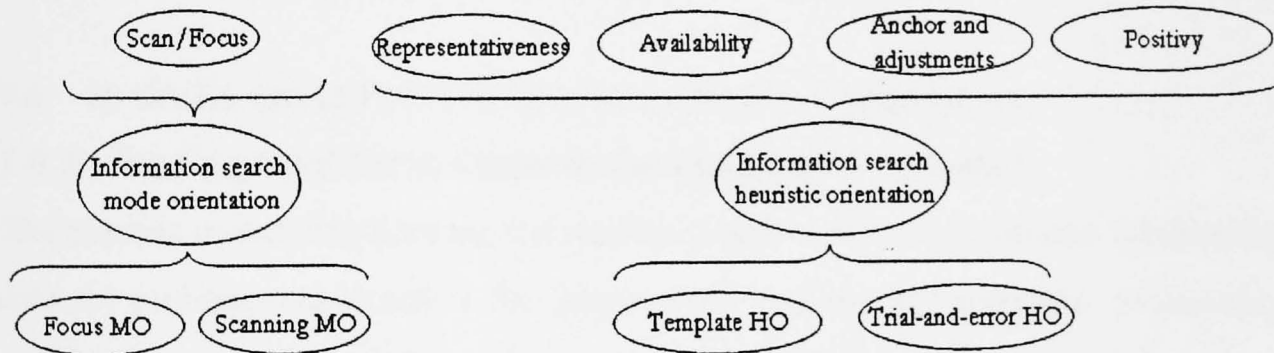 Scan/Focus
Representativeness
Availability
Anchor and
adjustments
Positivy
Information search
mode orientation
Information search
heuristic orientation
Focus MO
Scanning MO
Template HO
Trial-and-error HO